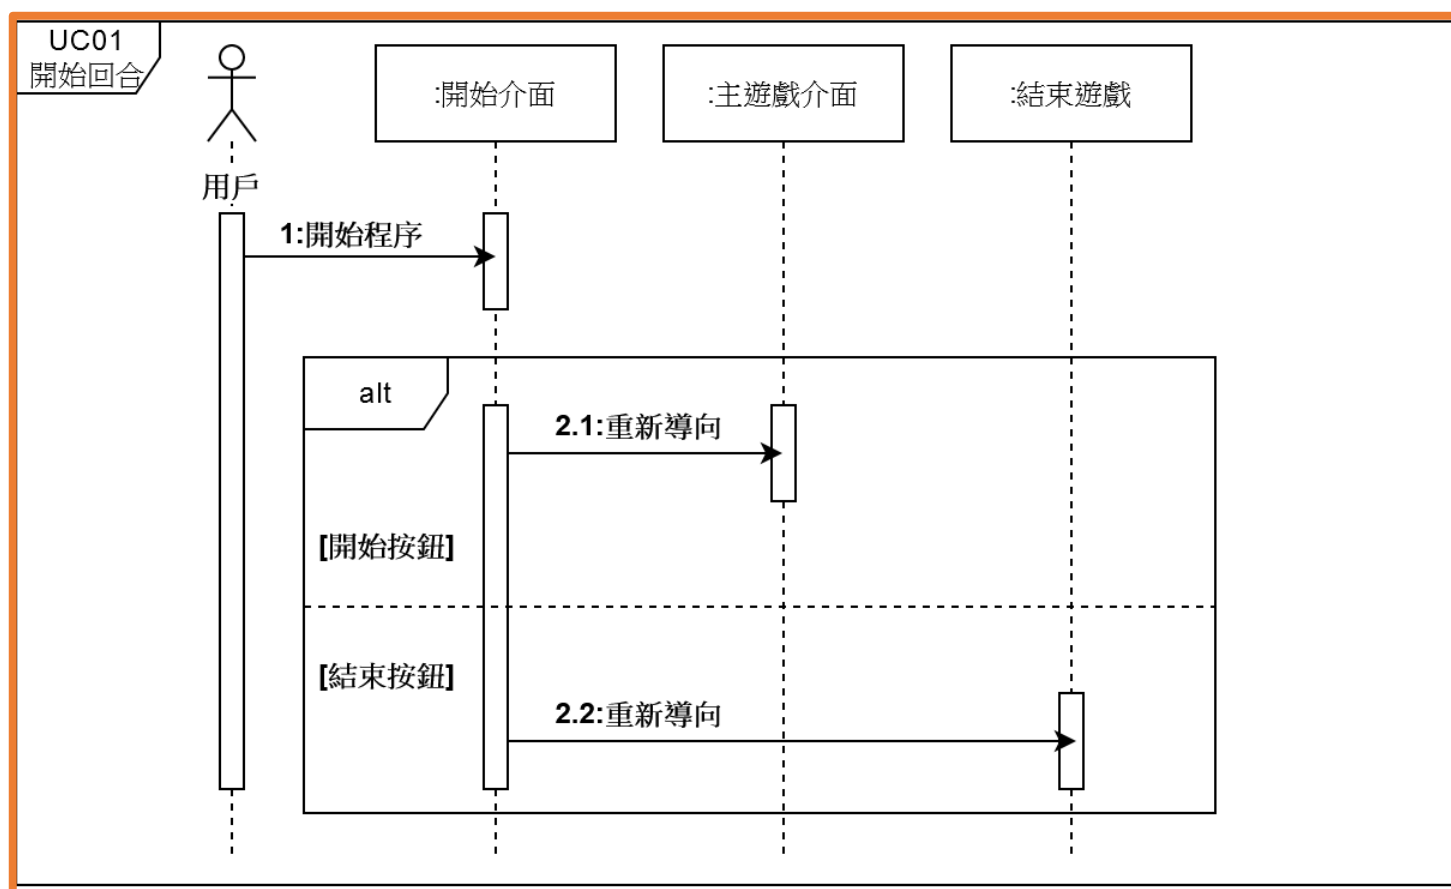 UC01
開始回合
:開始介面
:主遊戲介面
:結束遊戲
用戶
1:開始程序
alt
2.1:重新導向
[開始按鈕]
[結束按鈕]
2.2:重新導向